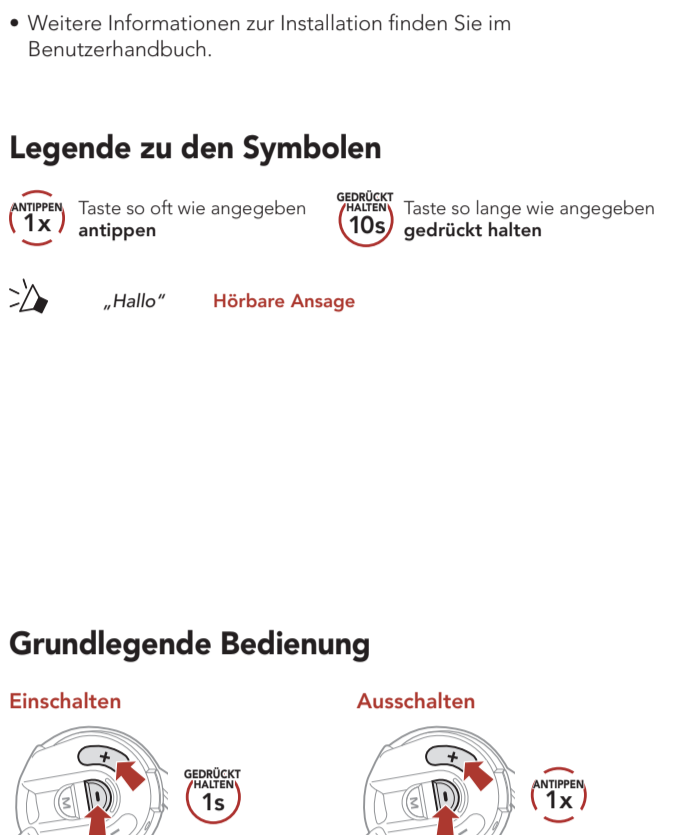 • Weitere Informationen zur Installation finden Sie im
Benutzerhandbuch.
Legende zu den Symbolen
ANTIPPEN
1x
Taste so oft wie angegeben
antippen
GEDRÜCKT
HALTEN
10s
Taste so lange wie angegeben
gedrückt halten
„Hallo“
Hörbare Ansage
Grundlegende Bedienung
Einschalten
Ausschalten
+
M
GEDRÜCKT
HALTEN
1s
+
M
ANTIPPEN
1x